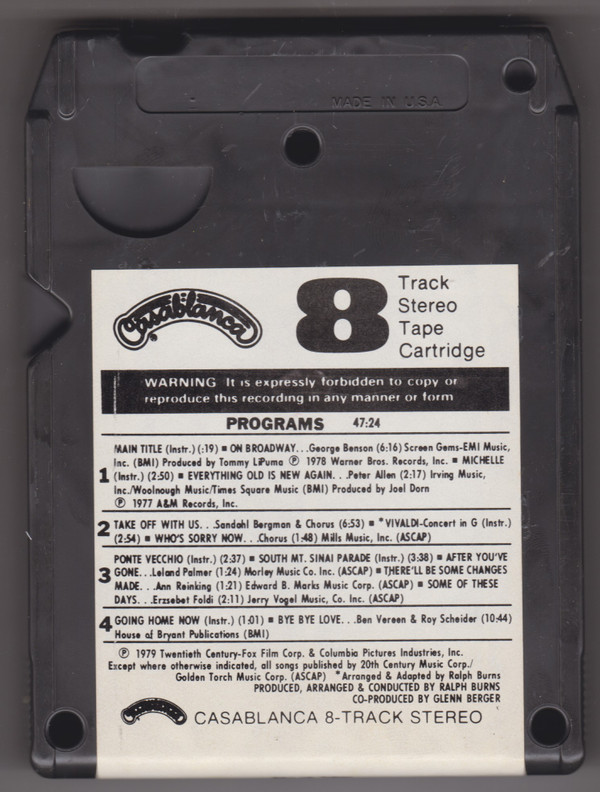 MADE IN U.S.A.
Casablanca ®
8 Track
Stereo
Tape
Cartridge
WARNING It is expressly forbidden to copy or
reproduce this recording in any manner or form
PROGRAMS 47:24
1 MAIN TITLE (Instr.) (:19) ■ ON BROADWAY...George Benson (6:16) Screen Gems-EMI Music,
Inc. (BMI) Produced by Tommy LiPuma ℗ 1978 Warner Bros. Records, Inc. ■ MICHELLE
(Instr.) (2:50) ■ EVERYTHING OLD IS NEW AGAIN. . .Peter Allen (2:17) Irving Music,
Inc./Woolnough Music/Times Square Music (BMI) Produced by Joel Dorn
℗ 1977 A&M Records, Inc.
2 TAKE OFF WITH US. . .Sandahl Bergman & Chorus (6:53) ■ *VIVALDI-Concert in G (Instr.)
(2:54) ■ WHO'S SORRY NOW. . .Chorus (1:48) Mills Music, Inc. (ASCAP)
PONTE VECCHIO (Instr.) (2:37) ■ SOUTH MT. SINAI PARADE (Instr.) (3:38) ■ AFTER YOU'VE
3 GONE. . .Leland Palmer (1:24) Morley Music Co. Inc. (ASCAP) ■ THERE'LL BE SOME CHANGES
MADE. . .Ann Reinking (1:21) Edward B. Marks Music Corp. (ASCAP) ■ SOME OF THESE
DAYS. . .Erzsebet Foldi (2:11) Jerry Vogel Music, Co. Inc. (ASCAP)
4 GOING HOME NOW (Instr.) (1:01) ■ BYE BYE LOVE. . .Ben Vereen & Roy Scheider (10:44)
House of Bryant Publications (BMI)
℗ 1979 Twentieth Century-Fox Film Corp. & Columbia Pictures Industries, Inc.
Except where otherwise indicated, all songs published by 20th Century Music Corp./
Golden Torch Music Corp. (ASCAP) *Arranged & Adapted by Ralph Burns
PRODUCED, ARRANGED & CONDUCTED BY RALPH BURNS
CO-PRODUCED BY GLENN BERGER
Casablanca CASABLANCA 8-TRACK STEREO